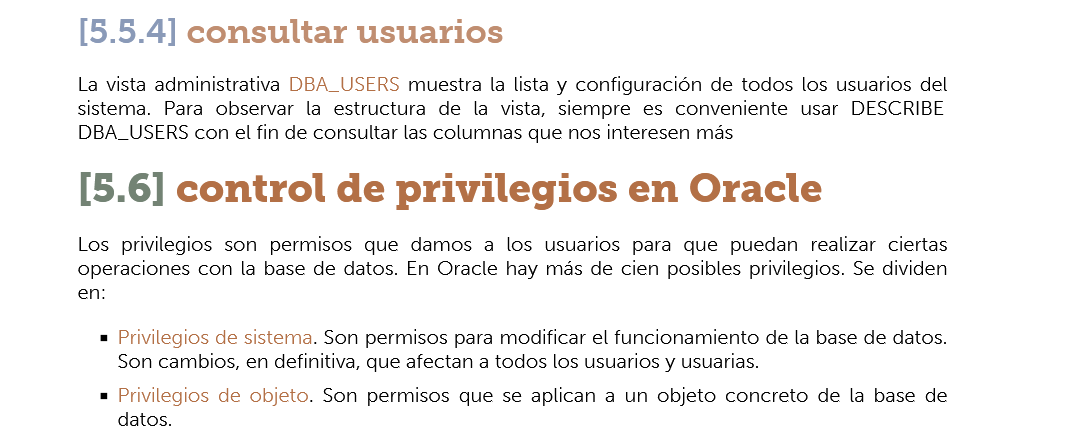 [5.5.4] consultar usuarios
La vista administrativa DBA_USERS muestra la lista y configuración de todos los usuarios del
sistema. Para observar la estructura de la vista, siempre es conveniente usar DESCRIBE
DBA_USERS con el fin de consultar las columnas que nos interesen más
[5.6] control de privilegios en Oracle
Los privilegios son permisos que damos a los usuarios para que puedan realizar ciertas
operaciones con la base de datos. En Oracle hay más de cien posibles privilegios. Se dividen
en:
▪ Privilegios de sistema. Son permisos para modificar el funcionamiento de la base de datos.
Son cambios, en definitiva, que afectan a todos los usuarios y usuarias.
▪ Privilegios de objeto. Son permisos que se aplican a un objeto concreto de la base de
datos.